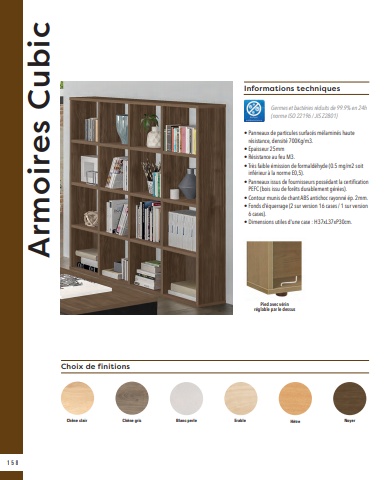 Armoires Cubic
Informations techniques
Germes et bactéries réduits de 99.9% en 24h
(norme ISO 22196 / JISZ2801)
• Panneaux de particules surfacés mélaminés haute
résistance, densité 700Kg/m3.
• Epaisseur 25mm
• Résistance au feu M3.
• Très faible émission de formaldéhyde (0.5 mg/m2 soit
inférieur à la norme E0,5).
• Panneaux issus de fournisseurs possédant la certification
PEFC (bois issu de forêts durablement gérées).
• Contour munis de chant ABS antichoc rayonné ép. 2mm.
• Fonds d'équerrage (2 sur version 16 cases / 1 sur version
6 cases).
• Dimensions utiles d'une case : H37xL37xP30cm.
Pied avec vérin
réglable par le dessus
Choix de finitions
Chêne clair
Chêne gris
Blanc perle
Erable
Hêtre
Noyer
150